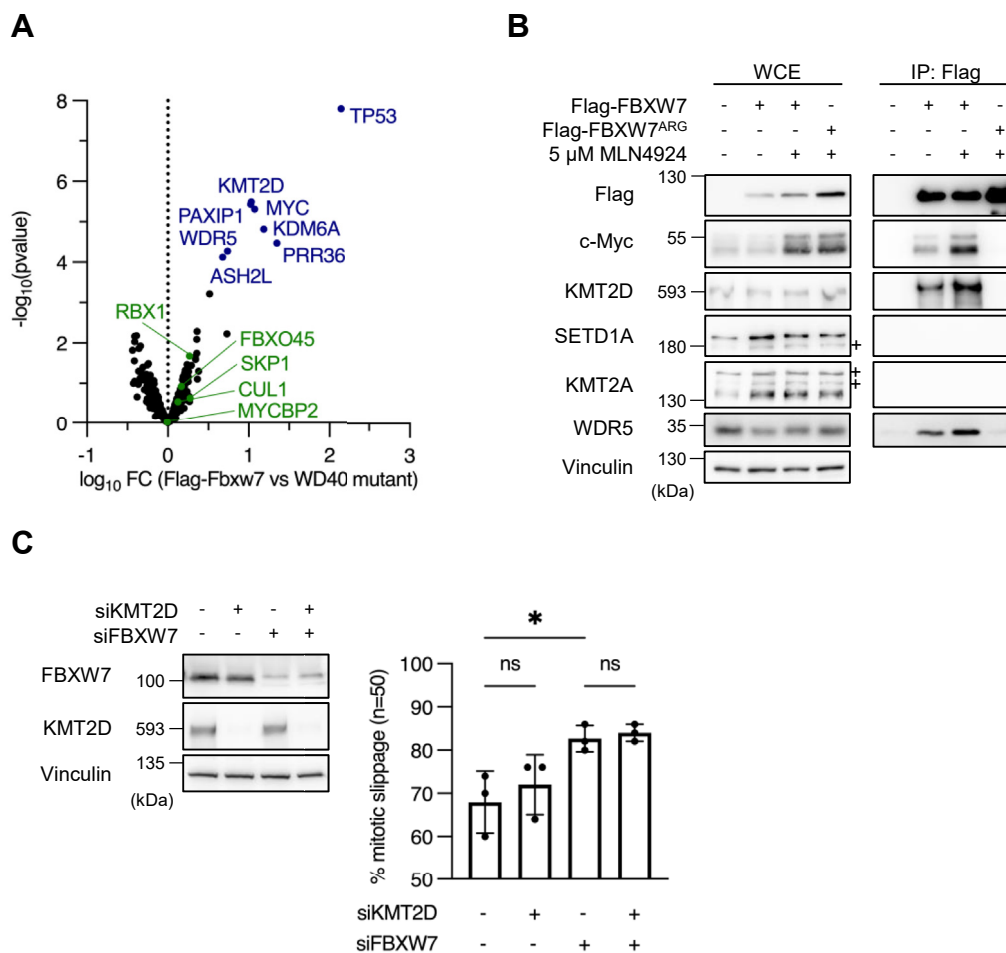 A
8
6
4
2
0
-1
0
1
2
3
-log10(pvalue)
log10 FC (Flag-Fbxw7 vs WD40 mutant)
TP53
KMT2D
MYC
PAXIP1
KDM6A
WDR5
PRR36
ASH2L
RBX1
FBXO45
SKP1
CUL1
MYCBP2
B
WCE IP: Flag
Flag-FBXW7 - + + - - + + -
Flag-FBXW7ARG - - - + - - - +
5 μM MLN4924 - - + + - - + +
Flag 130
c-Myc 55
KMT2D 593
SETD1A 180 +
KMT2A 130 + +
WDR5 35
Vinculin 130
(kDa)
C
siKMT2D - + - +
siFBXW7 - - + +
FBXW7 100
KMT2D 593
Vinculin 135
(kDa)
% mitotic slippage (n=50)
100
90
80
70
60
50
*
ns ns
siKMT2D - + - +
siFBXW7 - - + +